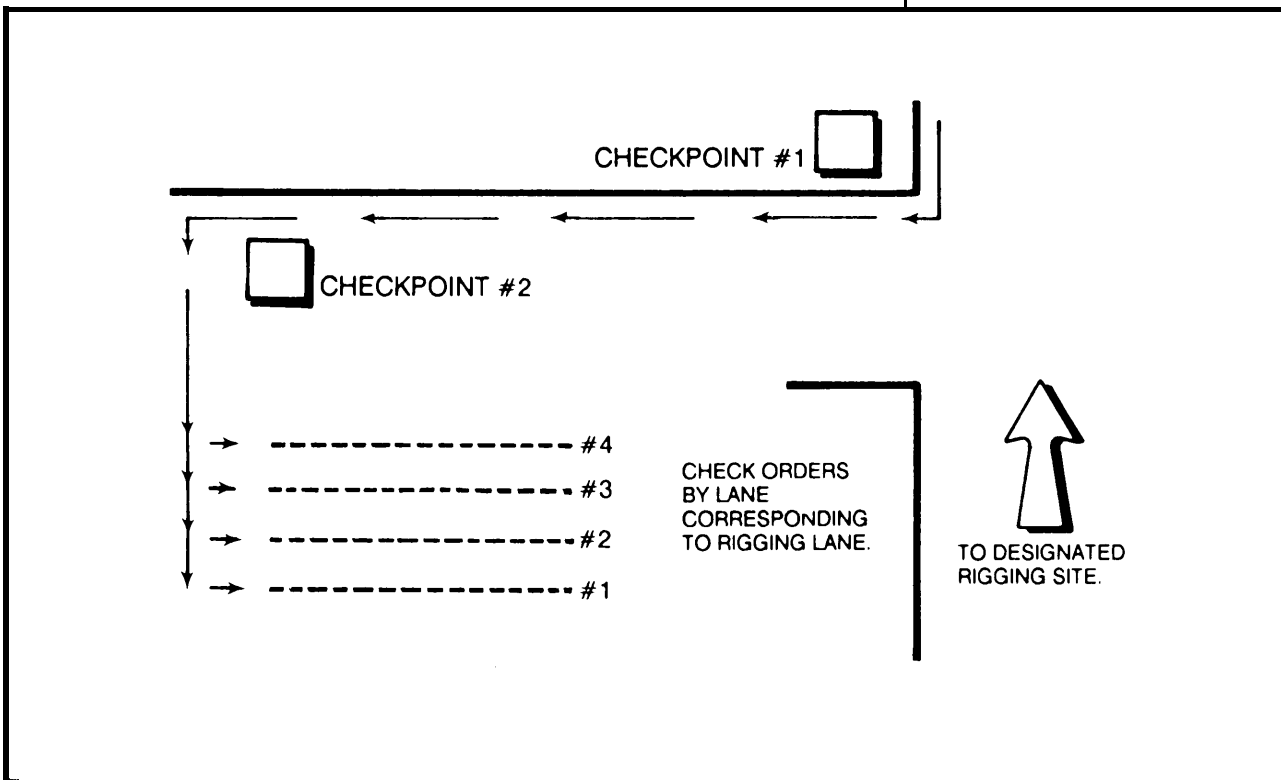 CHECKPOINT #1
CHECKPOINT #2
#4
#3
#2
#1
CHECK ORDERS
BY LANE
CORRESPONDING
TO RIGGING LANE.
TO DESIGNATED
RIGGING SITE.